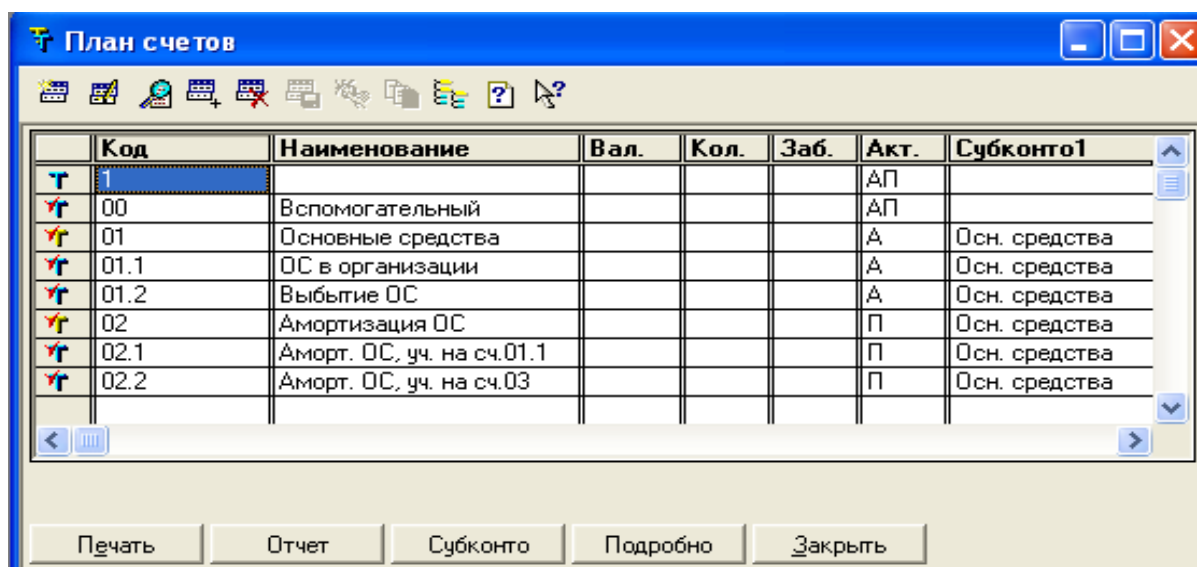 План счетов
Код Наименование Вал. Кол. Заб. Акт. Субконто1
1 АП
00 Вспомогательный АП
01 Основные средства А Осн. средства
01.1 ОС в организации А Осн. средства
01.2 Выбытие ОС А Осн. средства
02 Амортизация ОС П Осн. средства
02.1 Аморт. ОС, уч. на сч.01.1 П Осн. средства
02.2 Аморт. ОС, уч. на сч.03 П Осн. средства
Печать Отчет Субконто Подробно Закрыть